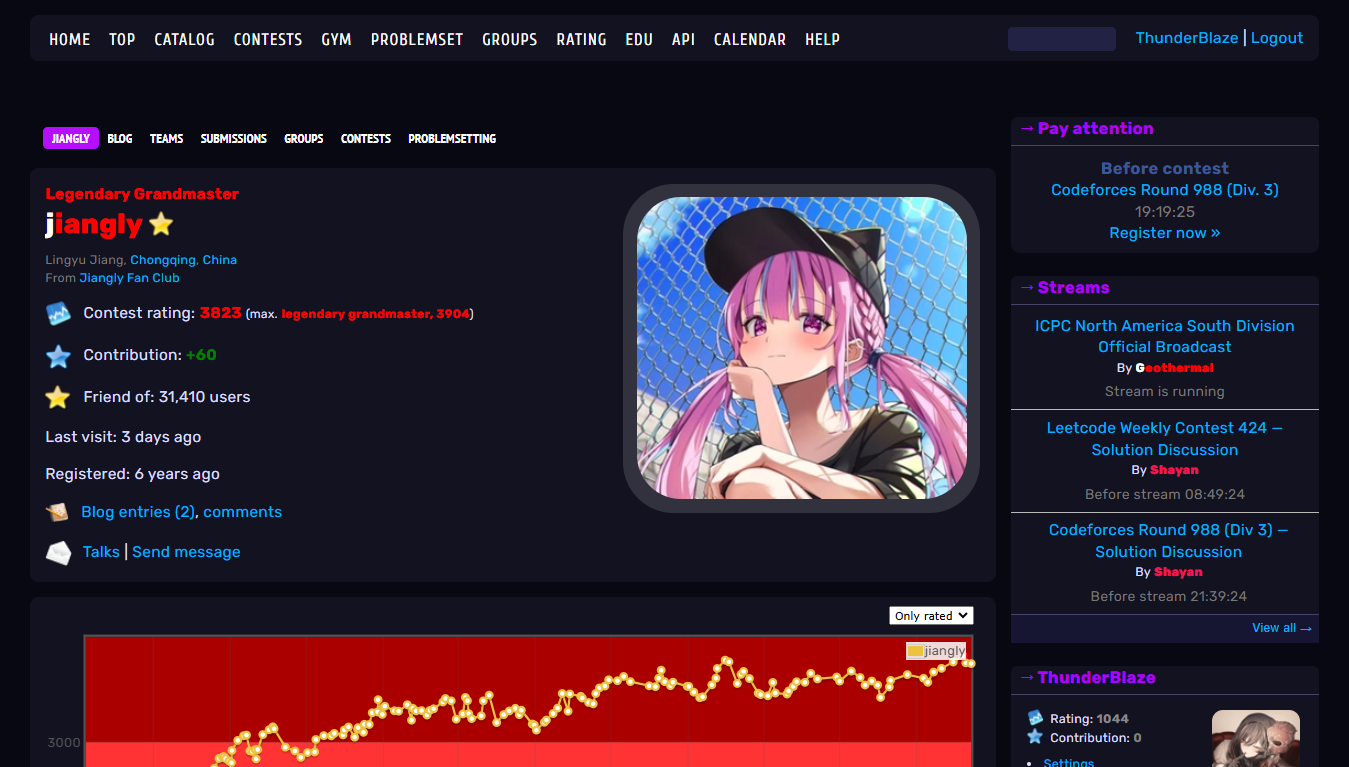 HOME TOP CATALOG CONTESTS GYM PROBLEMSET GROUPS RATING EDU API CALENDAR HELP
ThunderBlaze | Logout
JIANGLY BLOG TEAMS SUBMISSIONS GROUPS CONTESTS PROBLEMSETTING
Legendary Grandmaster
jiangly
Lingyu Jiang, Chongqing, China
From Jiangly Fan Club
Contest rating: 3823 (max. legendary grandmaster, 3904)
Contribution: +60
Friend of: 31,410 users
Last visit: 3 days ago
Registered: 6 years ago
Blog entries (2), comments
Talks | Send message
Only rated
jiangly
3000
→ Pay attention
Before contest
Codeforces Round 988 (Div. 3)
19:19:25
Register now »
→ Streams
ICPC North America South Division
Official Broadcast
By Geothermal
Stream is running
Leetcode Weekly Contest 424 —
Solution Discussion
By Shayan
Before stream 08:49:24
Codeforces Round 988 (Div 3) —
Solution Discussion
By Shayan
Before stream 21:39:24
View all →
→ ThunderBlaze
Rating: 1044
Contribution: 0
Settings